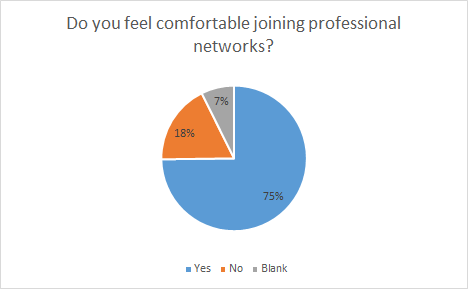 Do you feel comfortable joining professional
networks?
7%
18%
75%
Yes No Blank